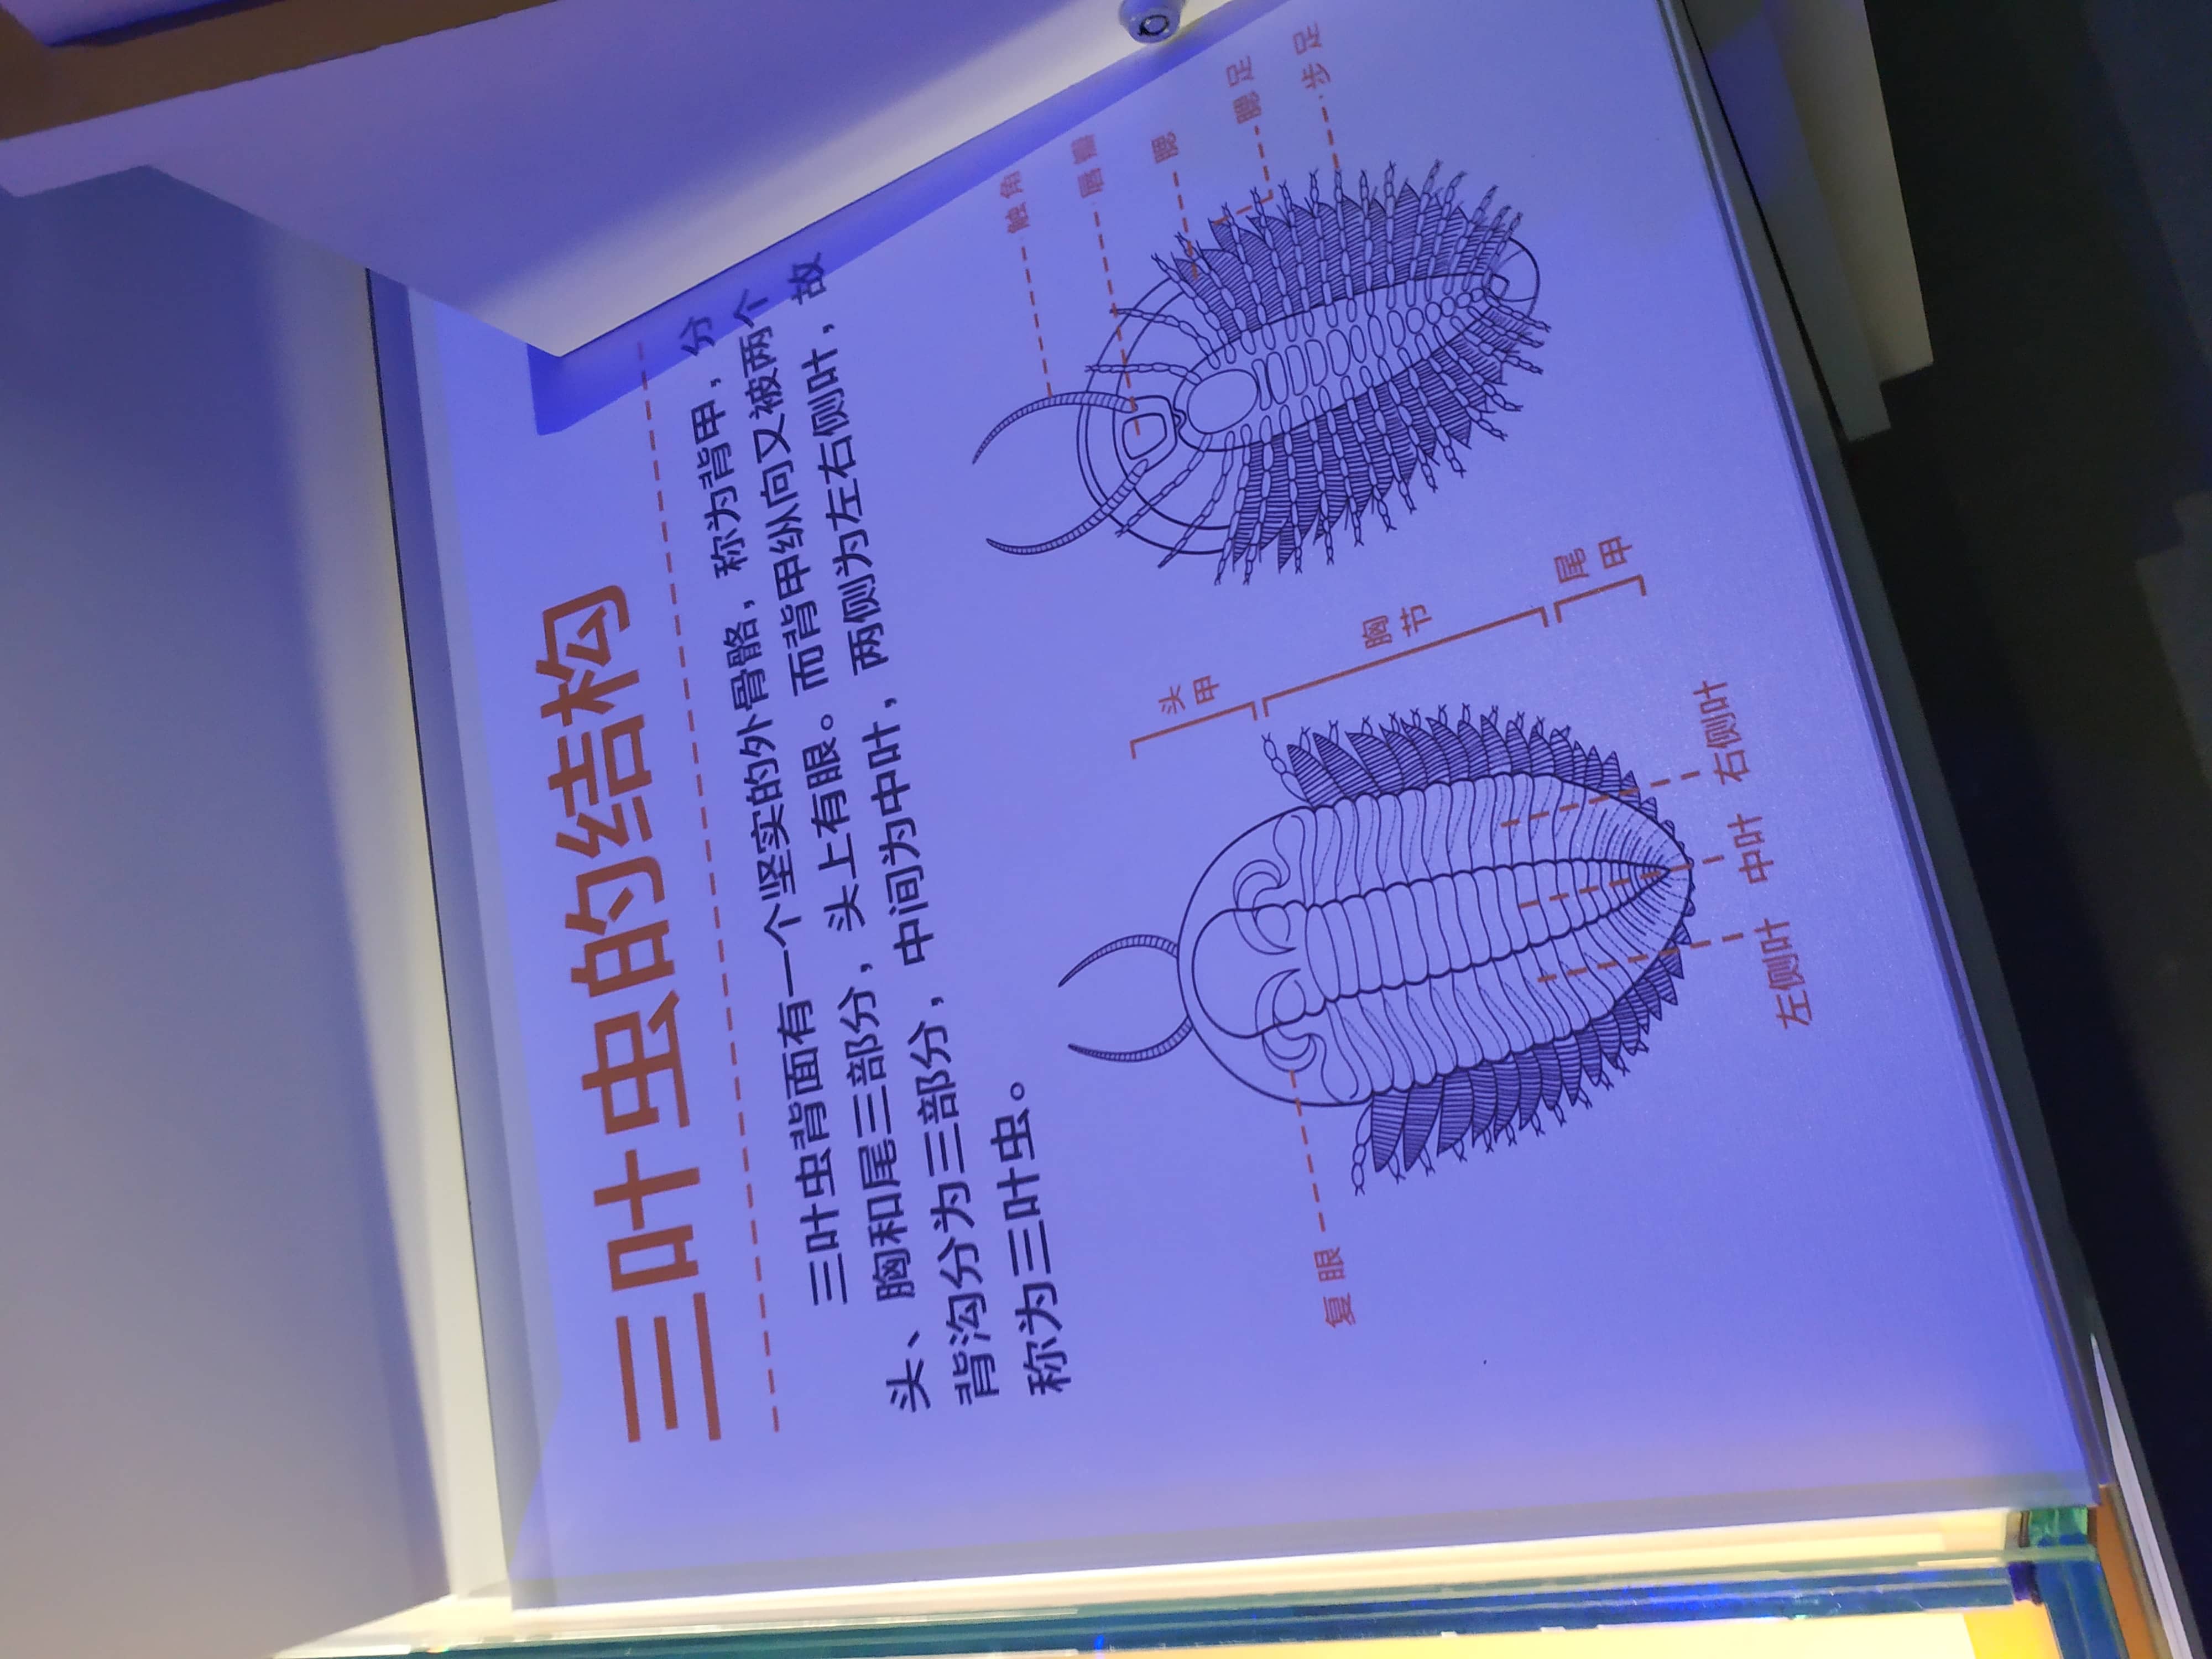 三叶虫的结构
三叶虫背面有一个坚实的外骨骼，称为背甲，分
头、胸和尾三部分，头上有眼。而背甲纵向又被两个
背沟分为三部分，中间为中叶，两侧为左右侧叶，故
称为三叶虫。
触角
唇瓣
腮
腮足
步足
头甲
复眼
胸节
尾甲
左侧叶 中叶 右侧叶